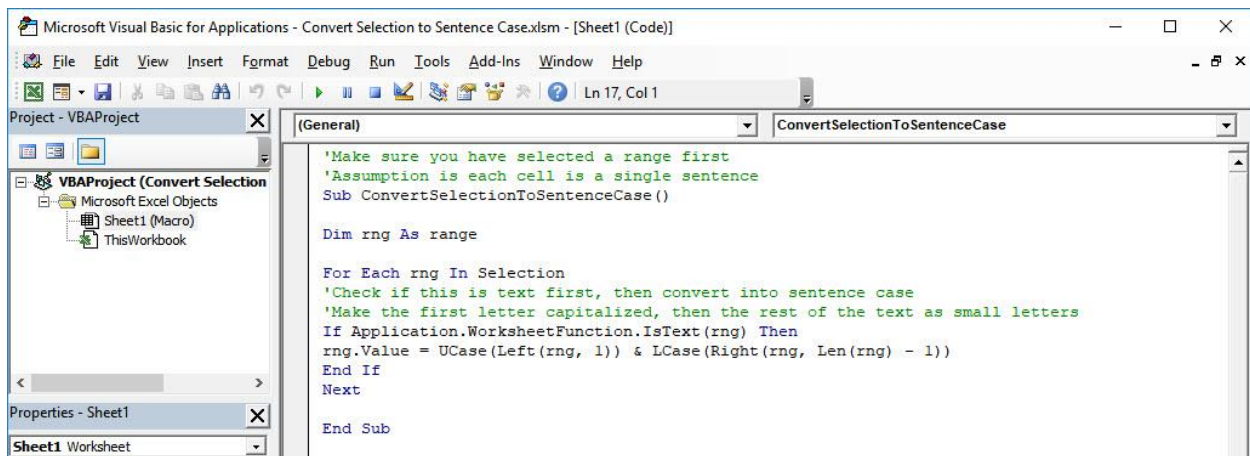 Microsoft Visual Basic for Applications - Convert Selection to Sentence Case.xlsm - [Sheet1 (Code)]
File Edit View Insert Format Debug Run Tools Add-Ins Window Help
Ln 17, Col 1
Project - VBAProject
(General) ConvertSelectionToSentenceCase
VBAProject (Convert Selection
Microsoft Excel Objects
Sheet1 (Macro)
ThisWorkbook
Properties - Sheet1
Sheet1 Worksheet
'Make sure you have selected a range first
'Assumption is each cell is a single sentence
Sub ConvertSelectionToSentenceCase()
Dim rng As range
For Each rng In Selection
'Check if this is text first, then convert into sentence case
'Make the first letter capitalized, then the rest of the text as small letters
If Application.WorksheetFunction.IsText(rng) Then
rng.Value = UCase(Left(rng, 1)) & LCase(Right(rng, Len(rng) - 1))
End If
Next
End Sub